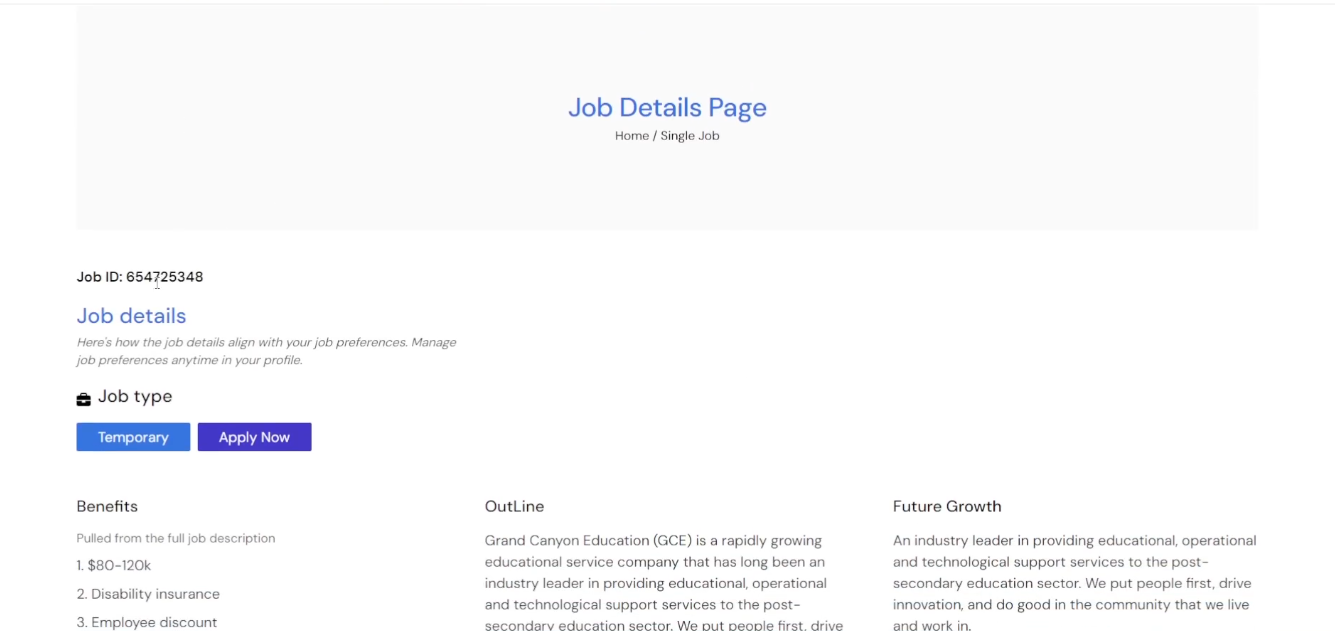 Job Details Page
Home / Single Job
Job ID: 654725348
Job details
Here's how the job details align with your job preferences. Manage
job preferences anytime in your profile.
Job type
Temporary
Apply Now
Benefits
Pulled from the full job description
1. $80-120k
2. Disability insurance
3. Employee discount
OutLine
Grand Canyon Education (GCE) is a rapidly growing
educational service company that has long been an
industry leader in providing educational, operational
and technological support services to the post-
secondary education sector. We put people first, drive
Future Growth
An industry leader in providing educational, operational
and technological support services to the post-
secondary education sector. We put people first, drive
innovation, and do good in the community that we live
and work in.